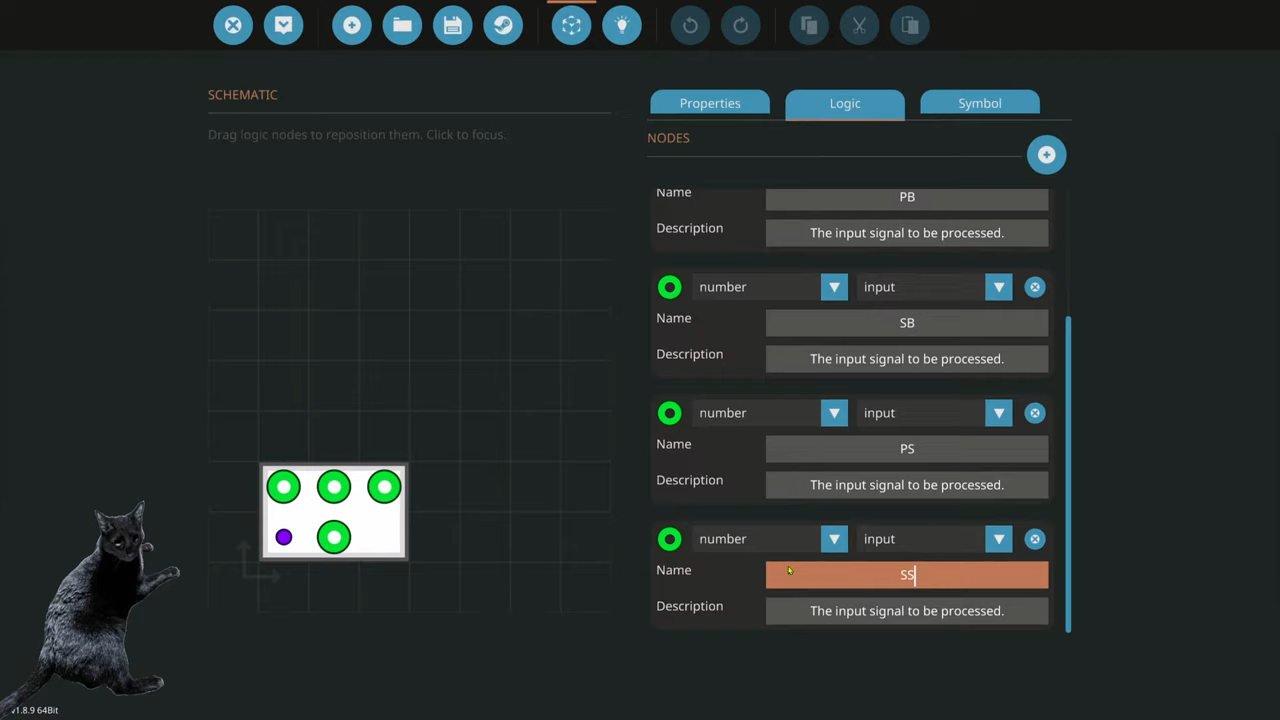 SCHEMATIC
Drag logic nodes to reposition them. Click to focus.
Properties
Logic
Symbol
NODES
Name
PB
Description
The input signal to be processed.
number
input
Name
SB
Description
The input signal to be processed.
number
input
Name
PS
Description
The input signal to be processed.
number
input
Name
SS
Description
The input signal to be processed.
v1.8.9 64Bit